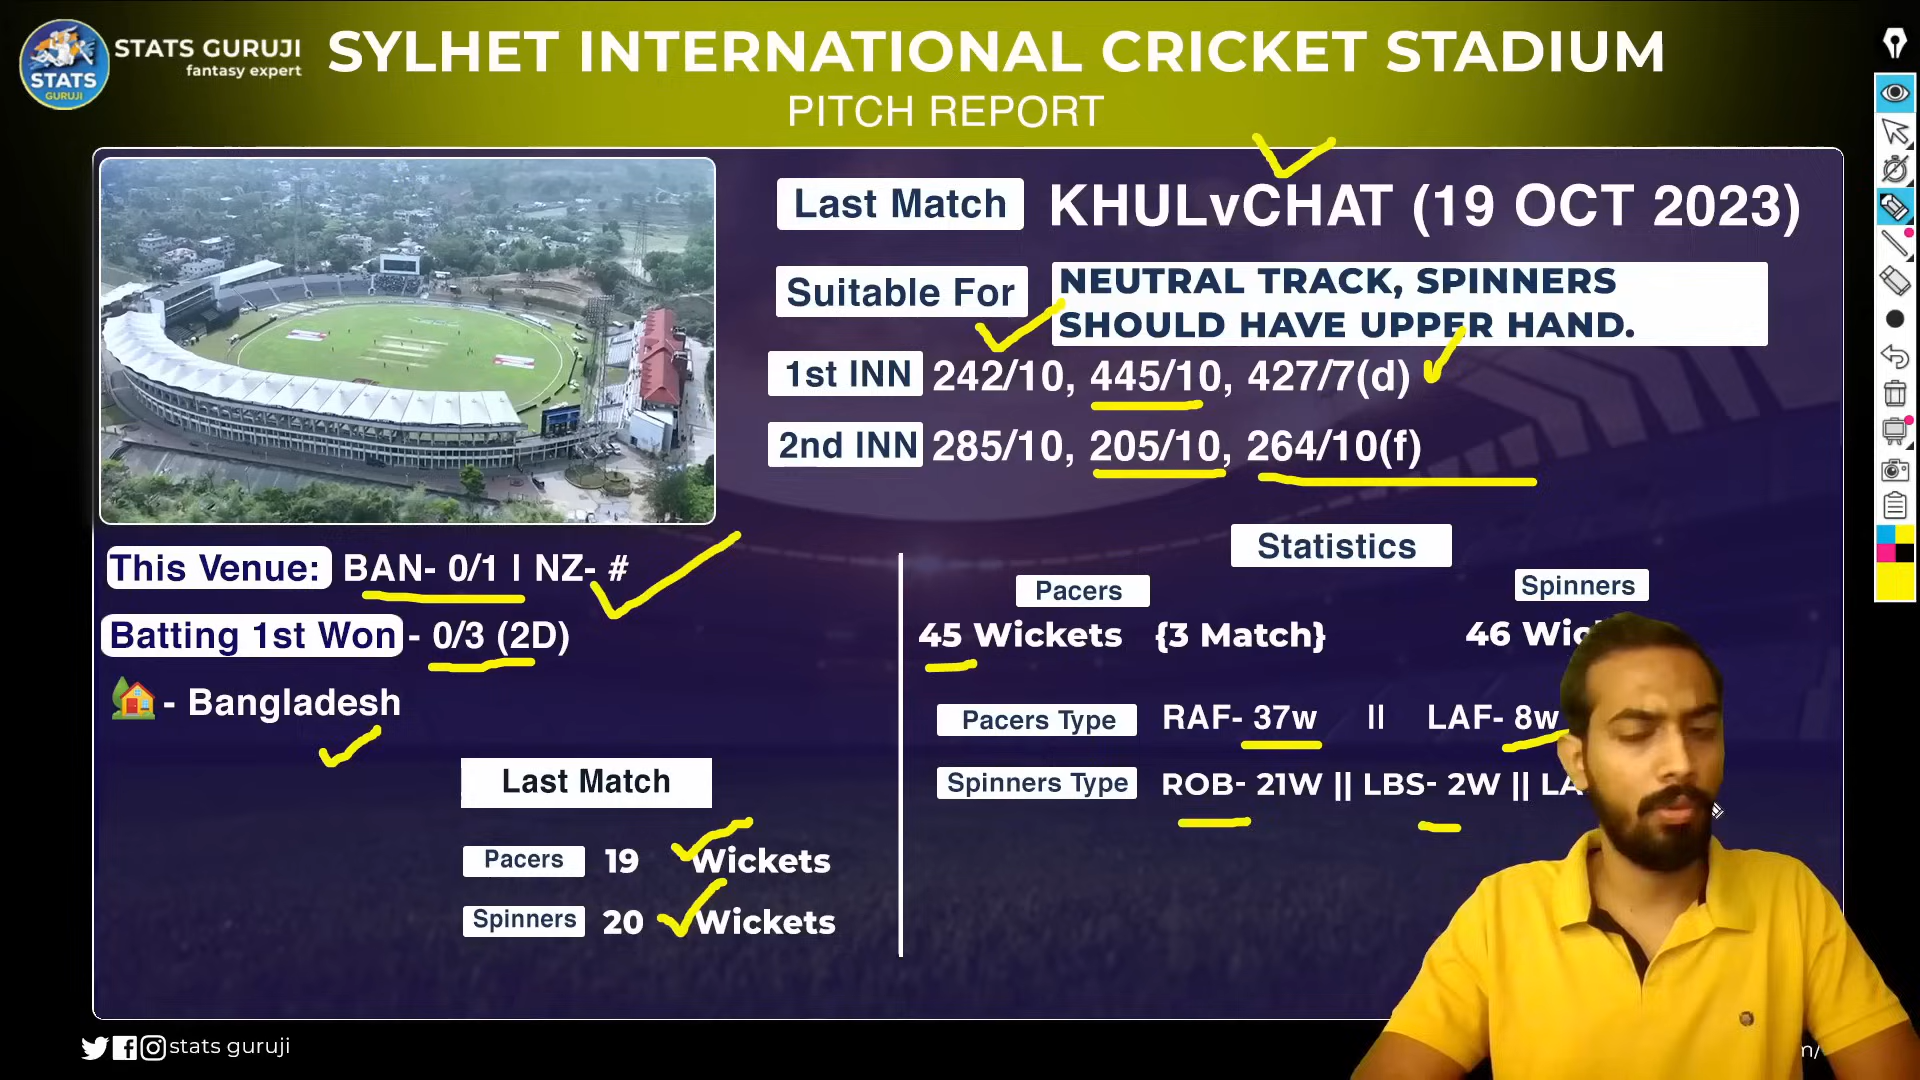 STATS GURUJI
fantasy expert
STATS
GURUJI
SYLHET INTERNATIONAL CRICKET STADIUM
PITCH REPORT
Last Match KHULvCHAT (19 OCT 2023)
Suitable For NEUTRAL TRACK, SPINNERS
SHOULD HAVE UPPER HAND.
1st INN 242/10, 445/10, 427/7(d)
2nd INN 285/10, 205/10, 264/10(f)
This Venue: BAN- 0/1 | NZ- #
Batting 1st Won - 0/3 (2D)
- Bangladesh
Last Match
Pacers 19 Wickets
Spinners 20 Wickets
Statistics
Pacers Spinners
45 Wickets {3 Match} 46
Pacers Type RAF- 37w || LAF- 8w
Spinners Type ROB- 21W || LBS- 2W ||
stats guruji